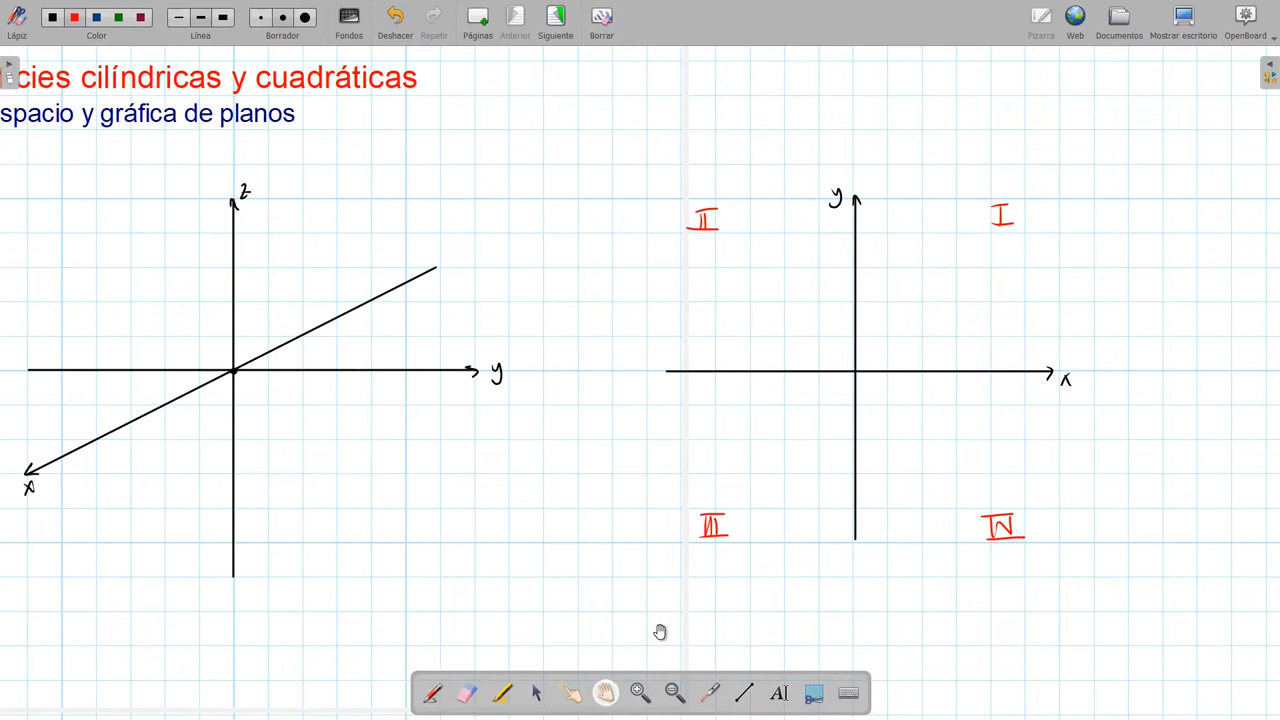 Lápiz Color Línea Borrador Fondos Deshacer Repetir Páginas Anterior Siguiente Borrar Pizarra Web Documentos Mostrar escritorio OpenBoard
cies cilíndricas y cuadráticas
spacio y gráfica de planos
z
y
x
y
II
I
x
III
IV
AI